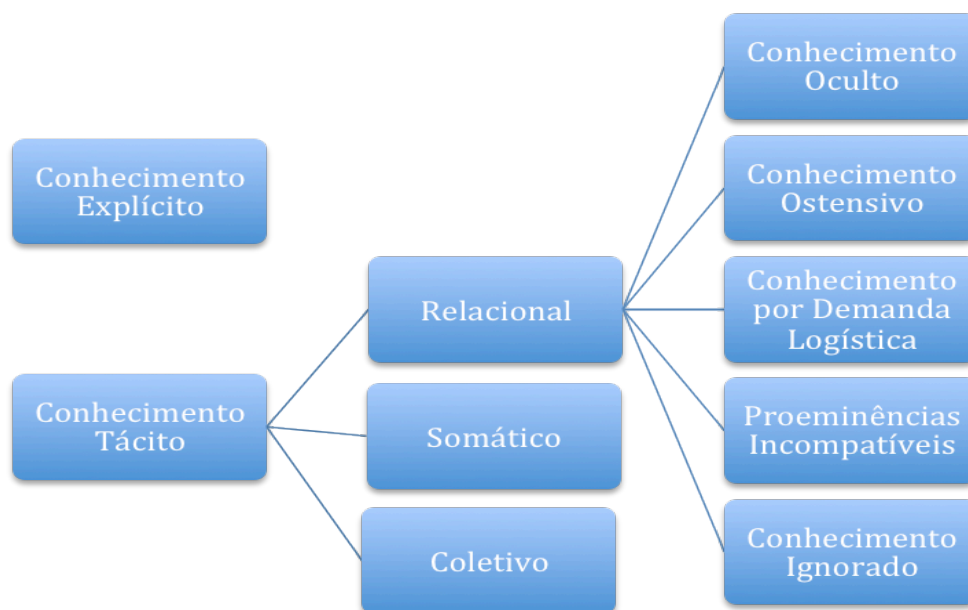 Conhecimento
Explícito
Conhecimento
Tácito
Relacional
Somático
Coletivo
Conhecimento
Oculto
Conhecimento
Ostensivo
Conhecimento
por Demanda
Logística
Proeminências
Incompatíveis
Conhecimento
Ignorado